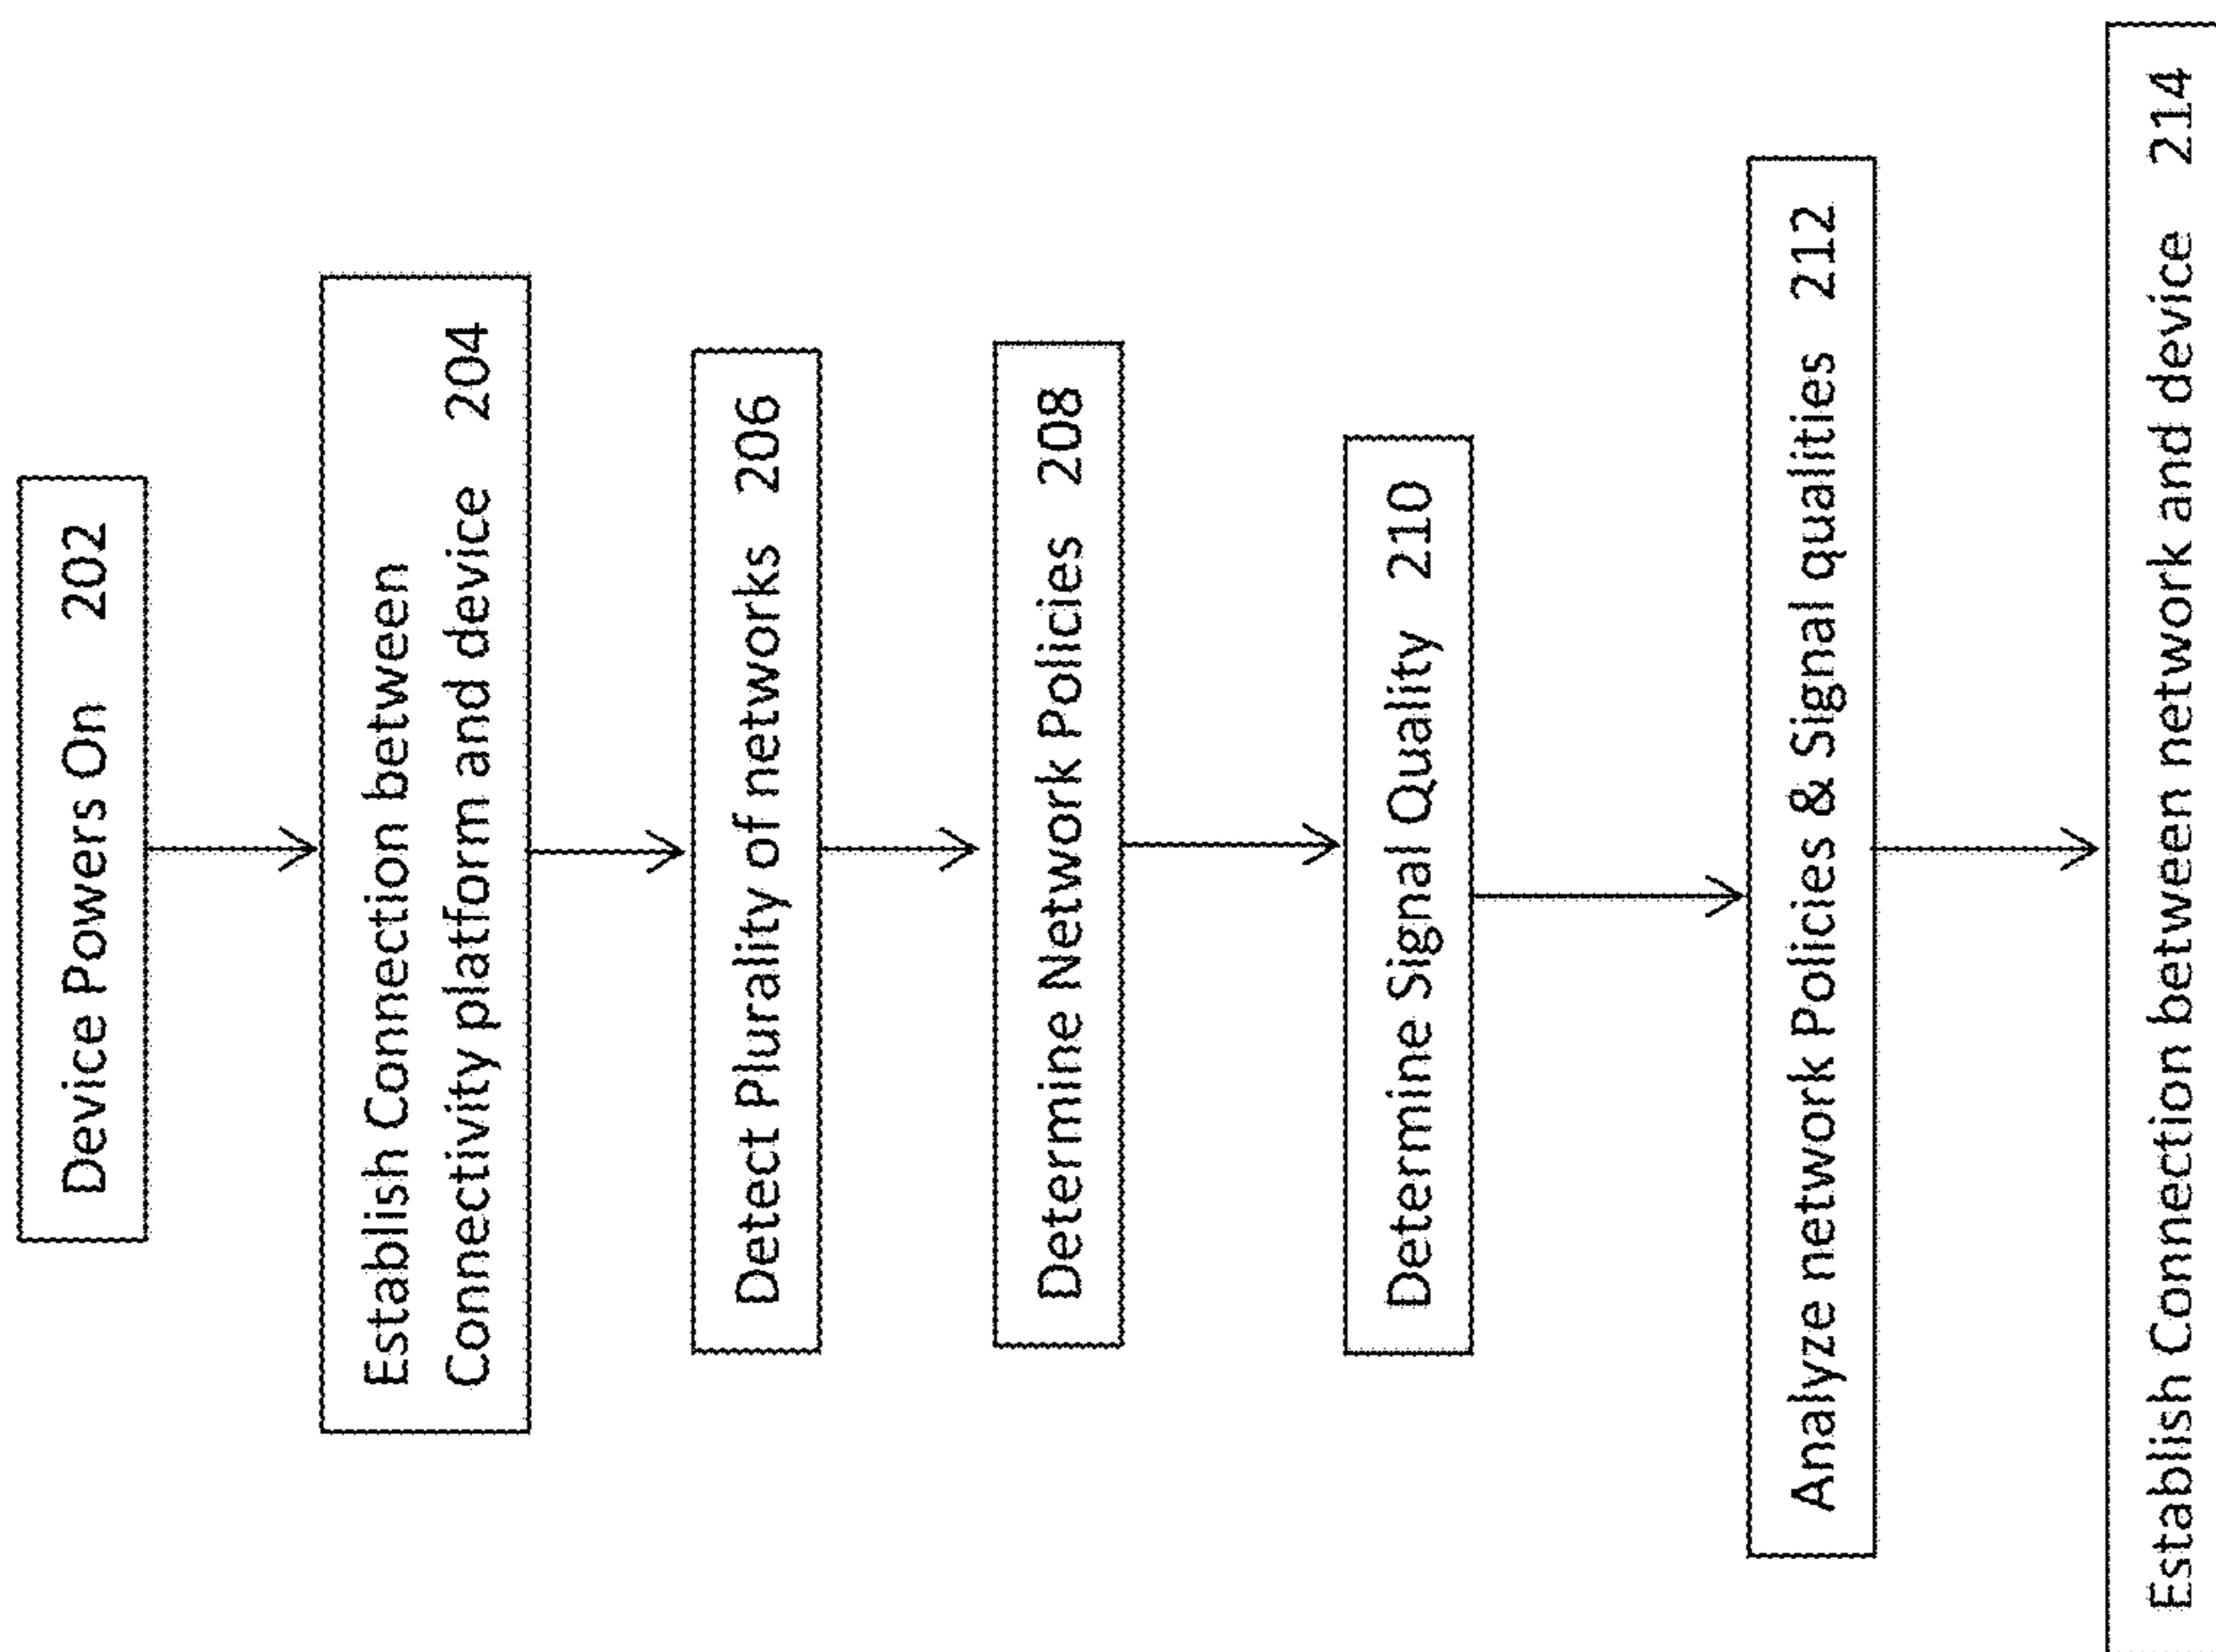 Device Powers On 202
Establish Connection between
Connectivity platform and device 204
Detect Plurality of networks 206
Determine Network Policies 208
Determine Signal Quality 210
Analyze network Policies & Signal qualities 212
Establish Connection between network and device 214